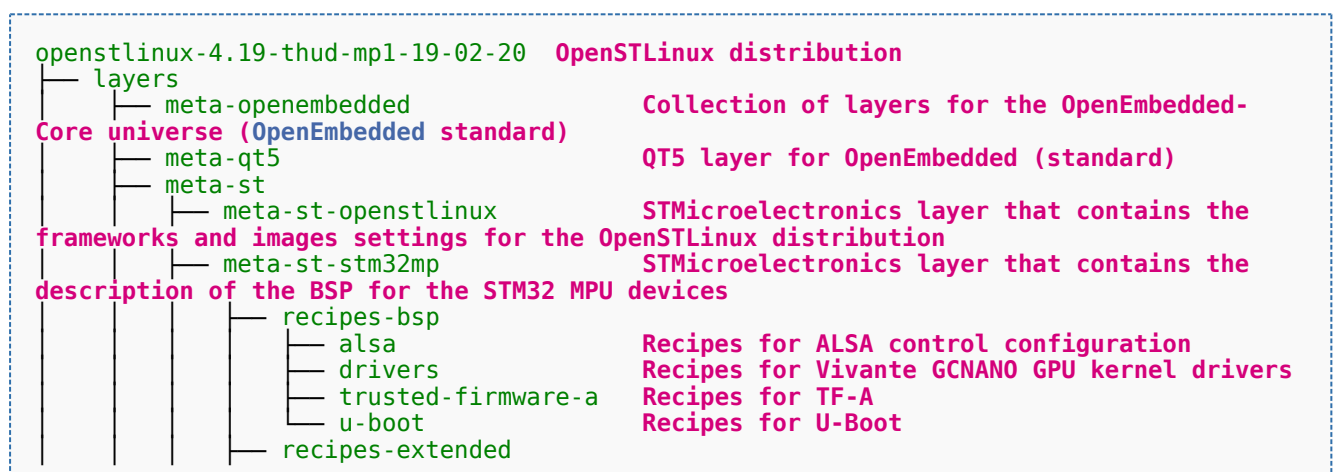 openstlinux-4.19-thud-mp1-19-02-20 OpenSTLinux distribution
├── layers
│   ├── meta-openembedded Collection of layers for the OpenEmbedded-
Core universe (OpenEmbedded standard)
│   ├── meta-qt5 QT5 layer for OpenEmbedded (standard)
│   ├── meta-st
│   │   ├── meta-st-openstlinux STMicroelectronics layer that contains the
frameworks and images settings for the OpenSTLinux distribution
│   │   ├── meta-st-stm32mp STMicroelectronics layer that contains the
description of the BSP for the STM32 MPU devices
│   │   │   ├── recipes-bsp
│   │   │   │   ├── alsa Recipes for ALSA control configuration
│   │   │   │   ├── drivers Recipes for Vivante GCNANO GPU kernel drivers
│   │   │   │   ├── trusted-firmware-a Recipes for TF-A
│   │   │   │   └── u-boot Recipes for U-Boot
│   │   │   ├── recipes-extended